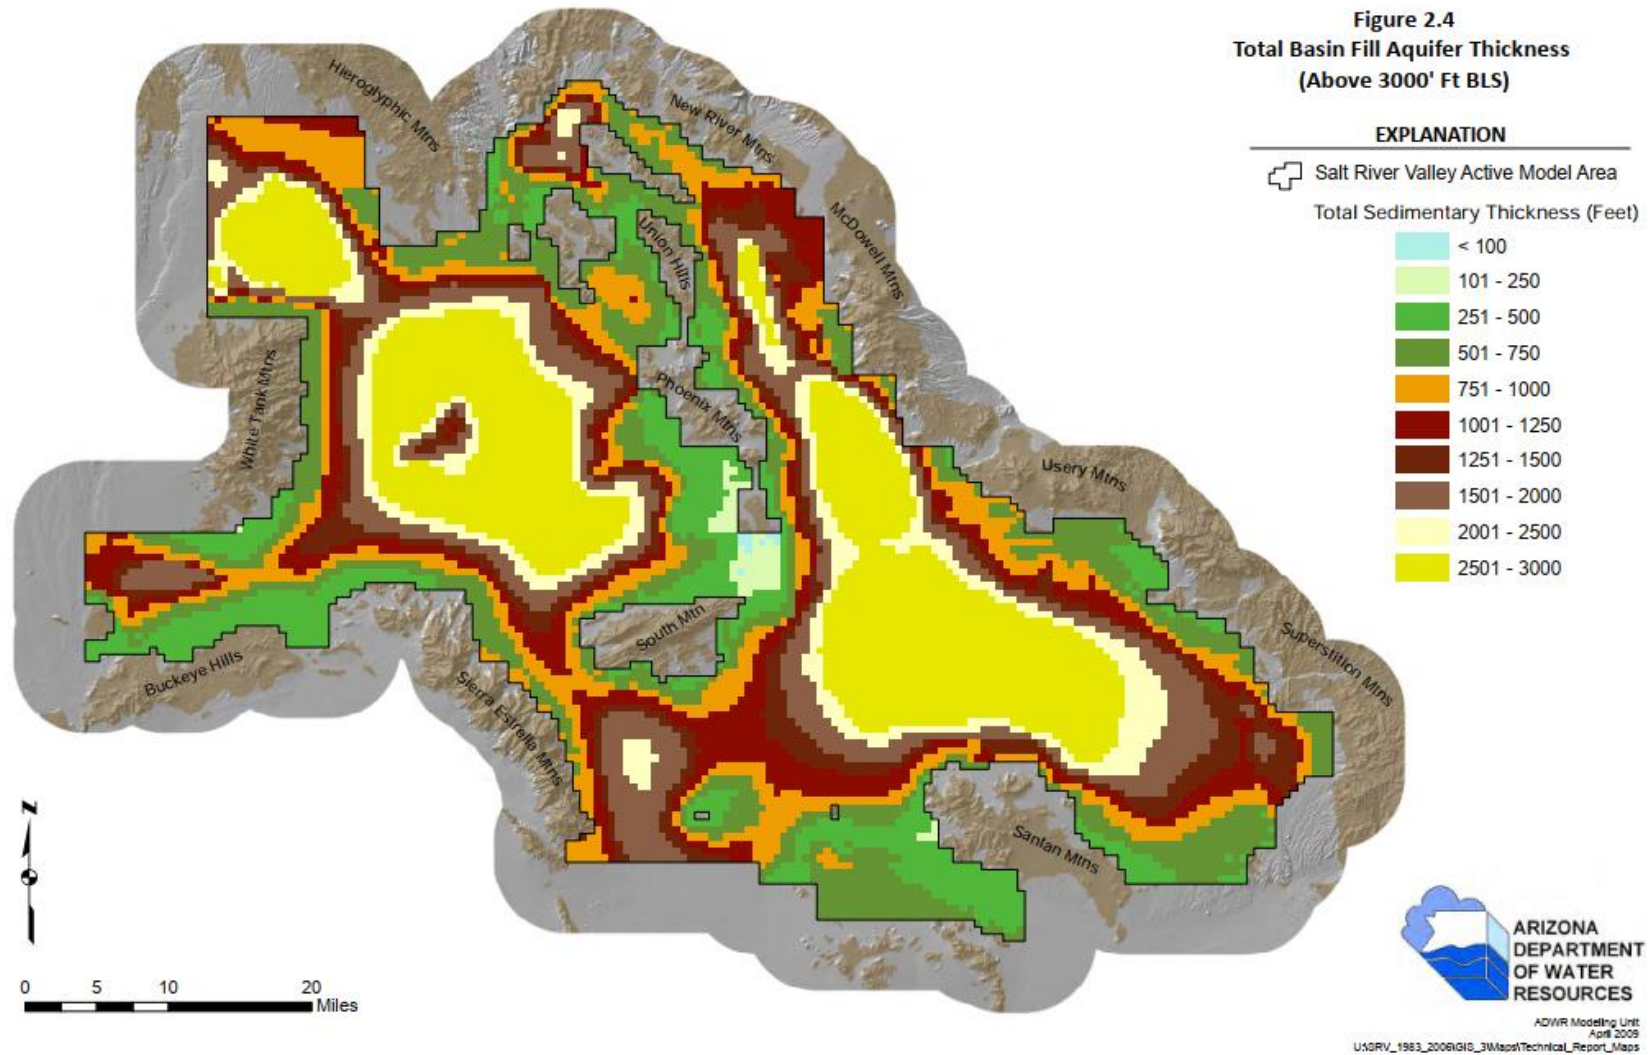 Figure 2.4
Total Basin Fill Aquifer Thickness
(Above 3000' Ft BLS)
EXPLANATION
Salt River Valley Active Model Area
Total Sedimentary Thickness (Feet)
< 100
101 - 250
251 - 500
501 - 750
751 - 1000
1001 - 1250
1251 - 1500
1501 - 2000
2001 - 2500
2501 - 3000
Hieroglyphic Mtns
New River Mtns
McDowell Mtns
Union Hills
White Tank Mtns
Phoenix Mtns
Usery Mtns
South Mtn
Superstition Mtns
Buckeye Hills
Sierra Estrella Mtns
Santan Mtns
N
0 5 10 20
Miles
ARIZONA
DEPARTMENT
OF WATER
RESOURCES
ADWR Modeling Unit
April 2009
U:\SRV_1983_2006\GIS_3\Maps\Technical_Report_Maps